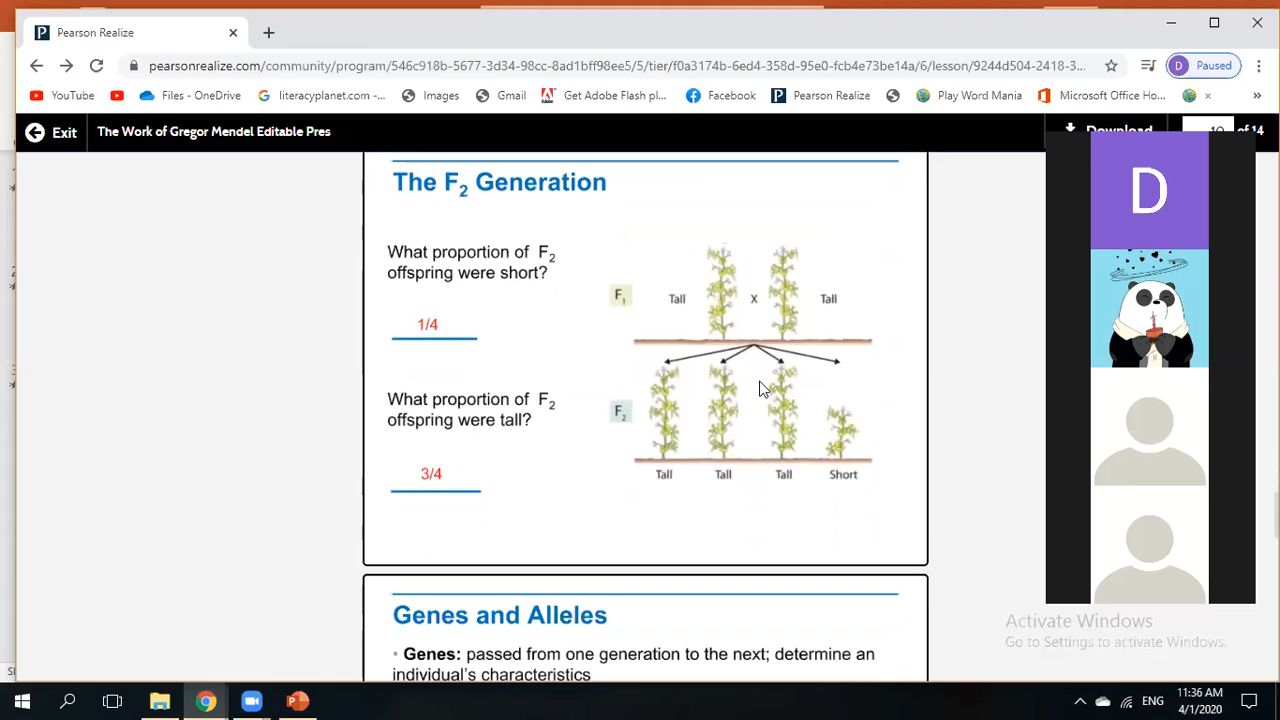 Pearson Realize
pearsonrealize.com/community/program/546c918b-5677-3d34-98cc-8ad1bff98ee5/5/tier/f0a3174b-6ed4-358d-95e0-fcb4e73be14a/6/lesson/9244d504-2418-3...
D Paused
YouTube Files - OneDrive literacyplanet.com -... Images Gmail Get Adobe Flash pl... Facebook Pearson Realize Play Word Mania Microsoft Office Ho... »
Exit The Work of Gregor Mendel Editable Pres Download 10 of 14
D
The F2 Generation
What proportion of F2
offspring were short?
1/4
F1 Tall X Tall
What proportion of F2
offspring were tall?
3/4
F2
Tall Tall Tall Short
Genes and Alleles
• Genes: passed from one generation to the next; determine an
individual's characteristics
Activate Windows
Go to Settings to activate Windows.
ENG
11:36 AM
4/1/2020